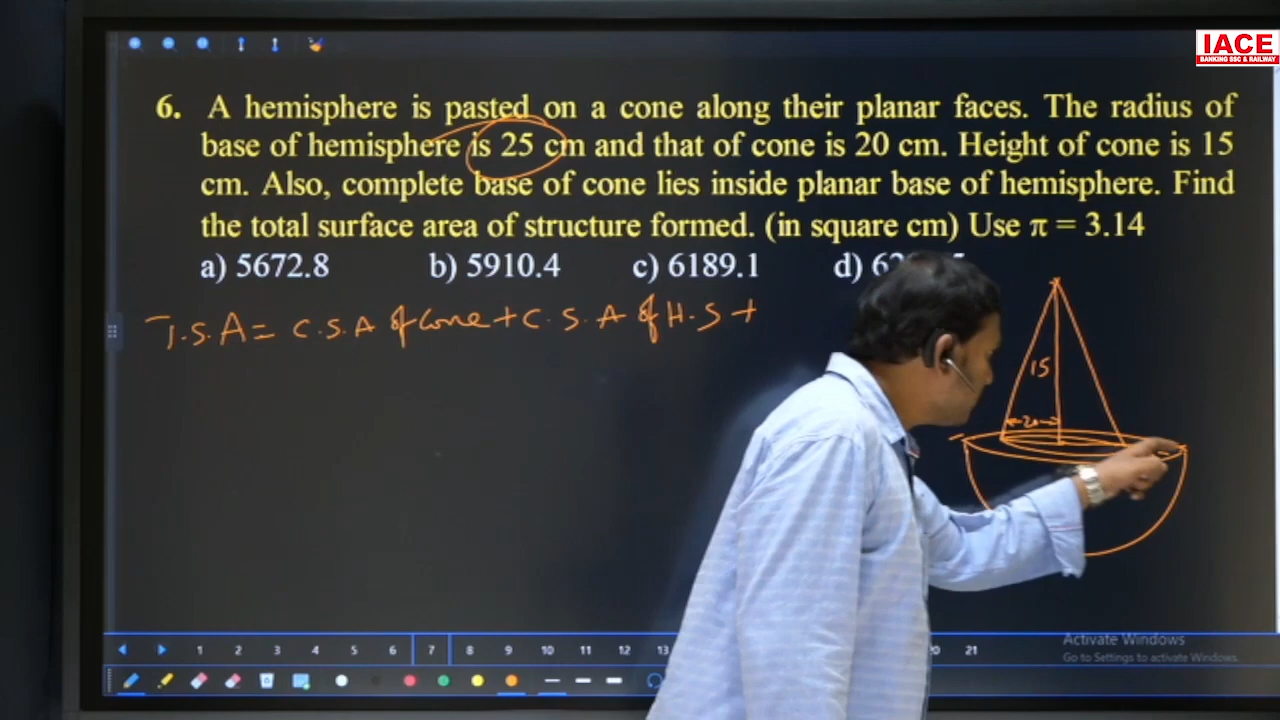 IACE
BANKING SSC & RAILWAY
6. A hemisphere is pasted on a cone along their planar faces. The radius of
base of hemisphere is 25 cm and that of cone is 20 cm. Height of cone is 15
cm. Also, complete base of cone lies inside planar base of hemisphere. Find
the total surface area of structure formed. (in square cm) Use π = 3.14
a) 5672.8 b) 5910.4 c) 6189.1 d)
T.S.A = C.S.A of Cone + C.S.A of H.S +
15
20
Activate Windows
Go to Settings to activate Windows.
1 2 3 4 5 6 7 8 9 10 11 12 13 20 21